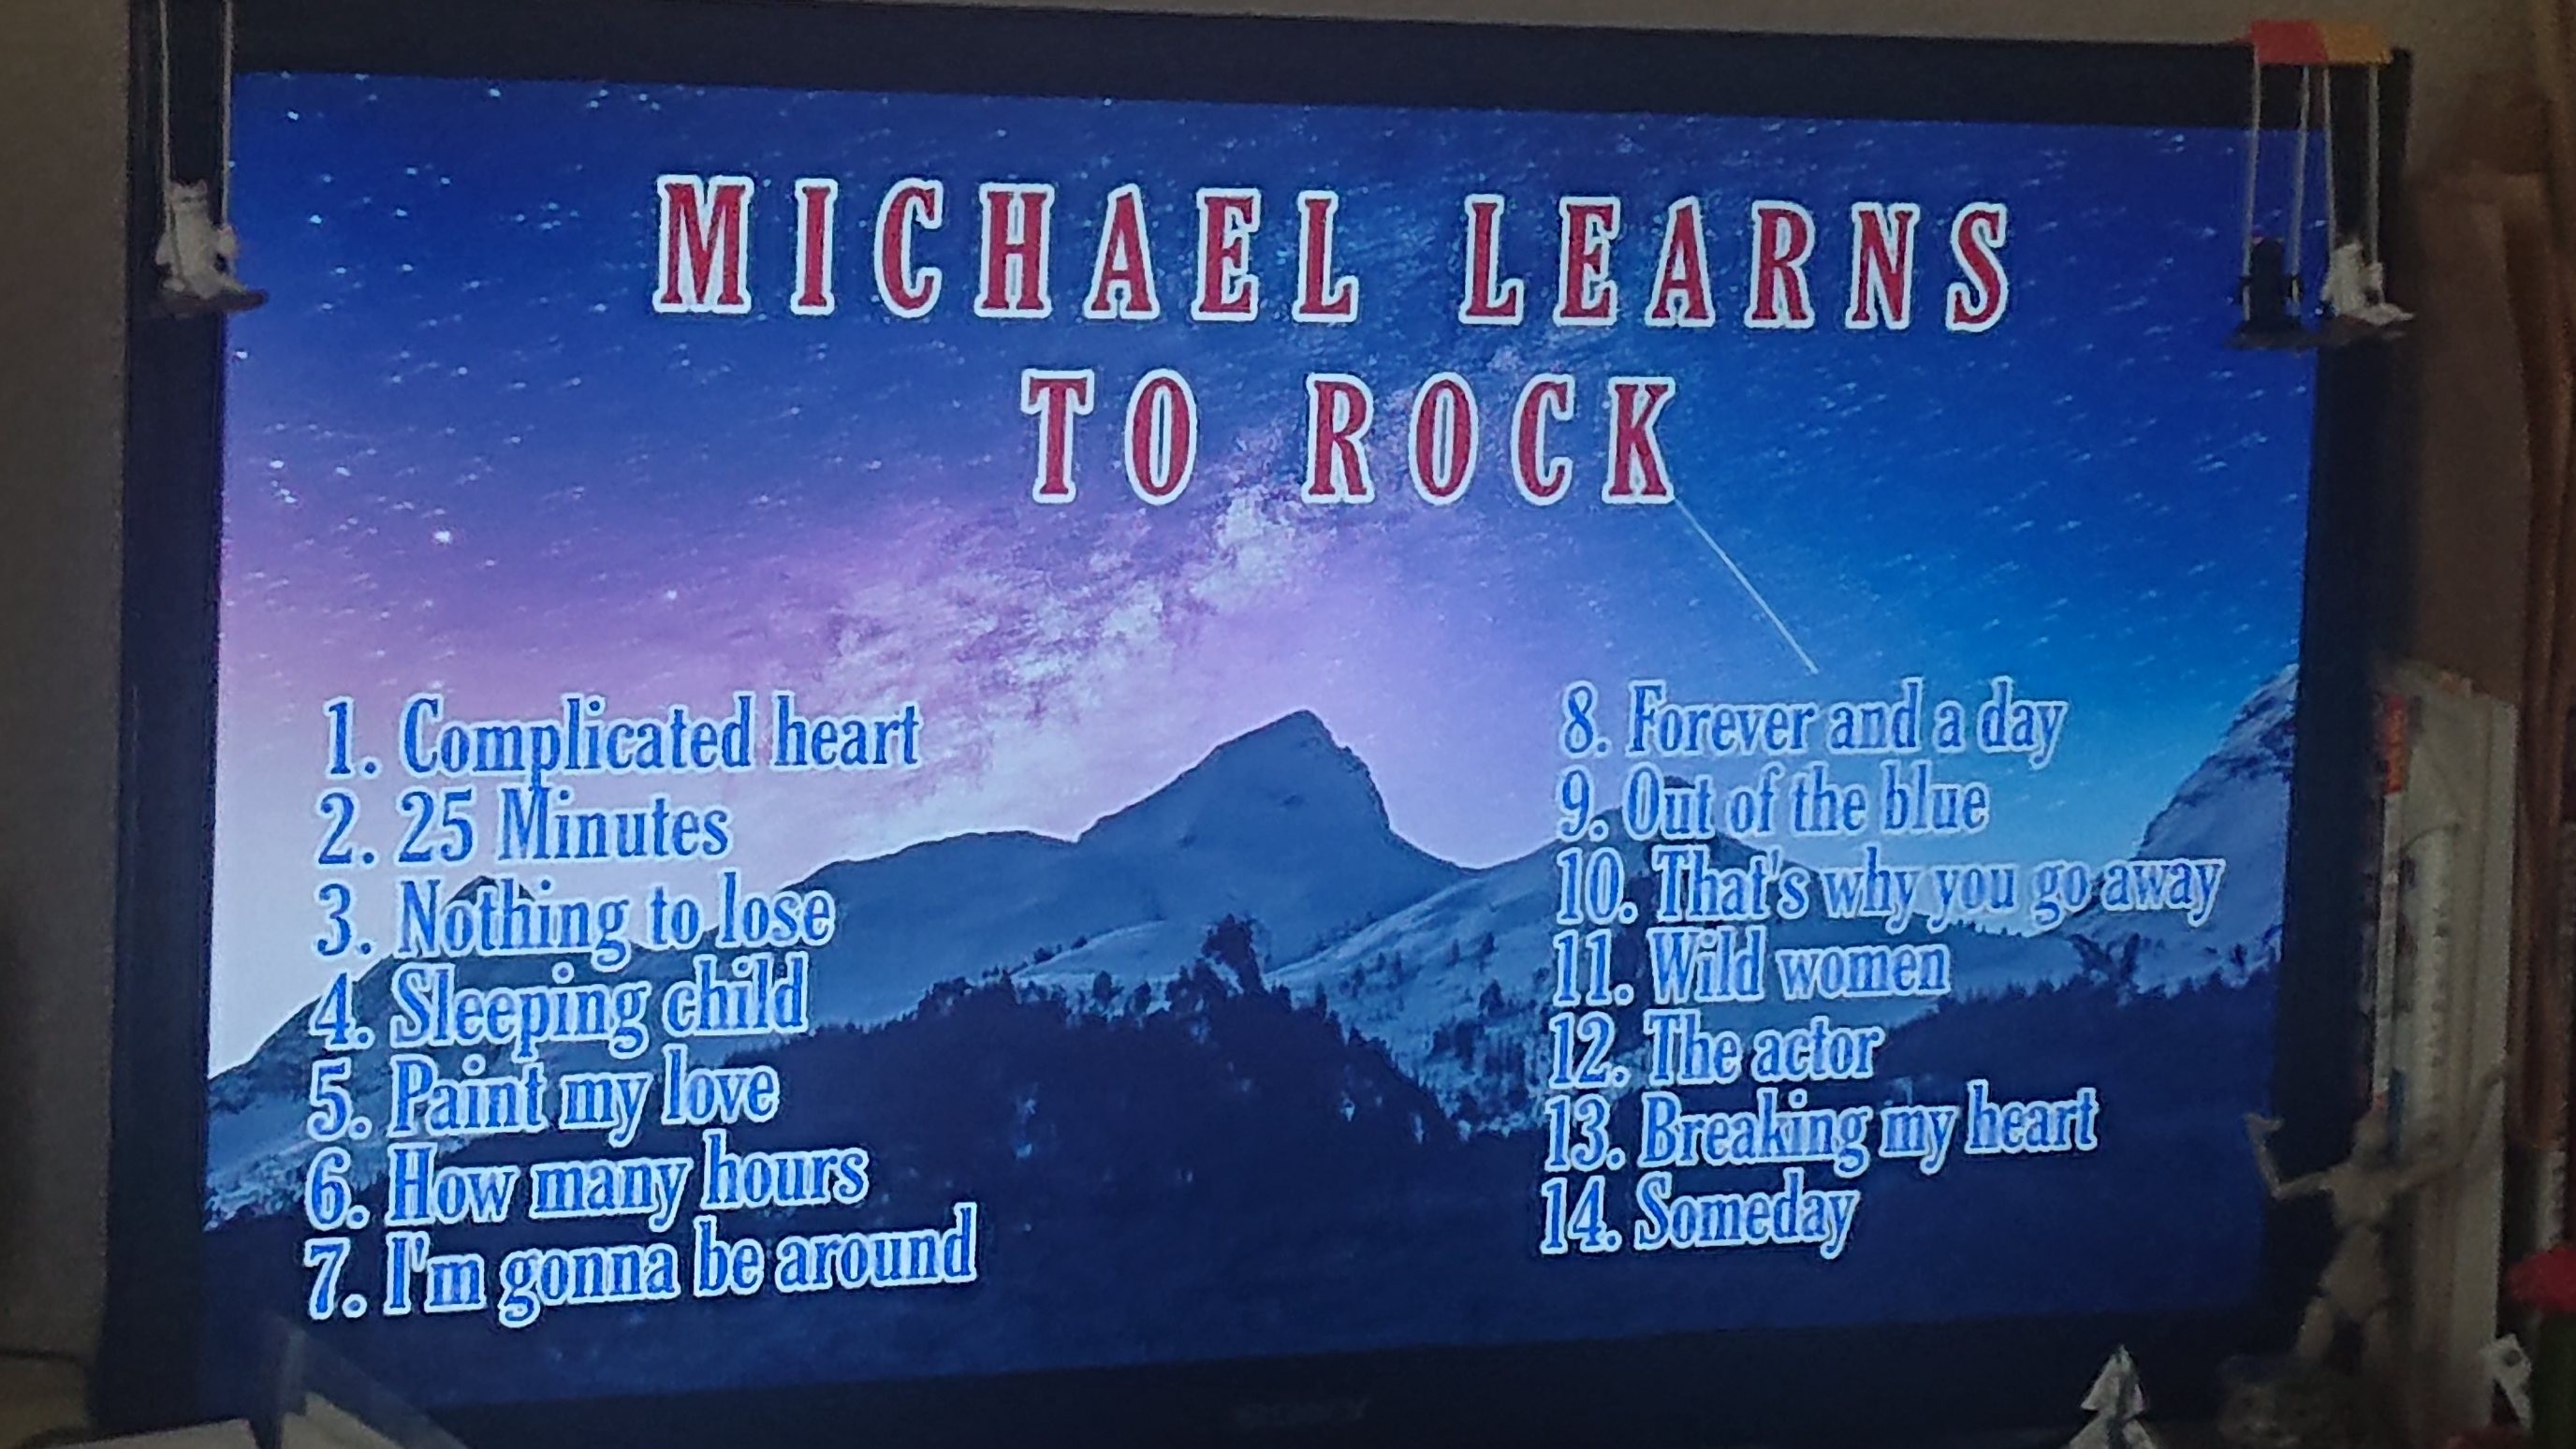 MICHAEL LEARNS
TO ROCK
1. Complicated heart
2. 25 Minutes
3. Nothing to lose
4. Sleeping child
5. Paint my love
6. How many hours
7. I'm gonna be around
8. Forever and a day
9. Out of the blue
10. That's why you go away
11. Wild women
12. The actor
13. Breaking my heart
14. Someday